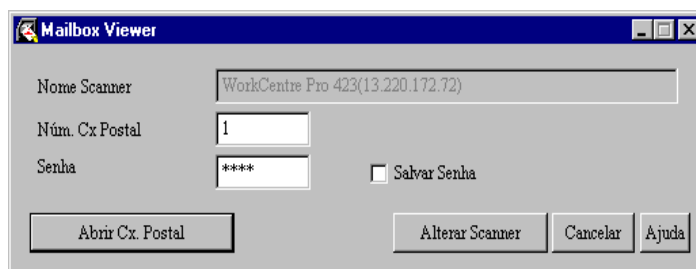 Mailbox Viewer
Nome Scanner WorkCentre Pro 423(13.220.172.72)
Núm. Cx Postal 1
Senha **** Salvar Senha
Abrir Cx. Postal Alterar Scanner Cancelar Ajuda